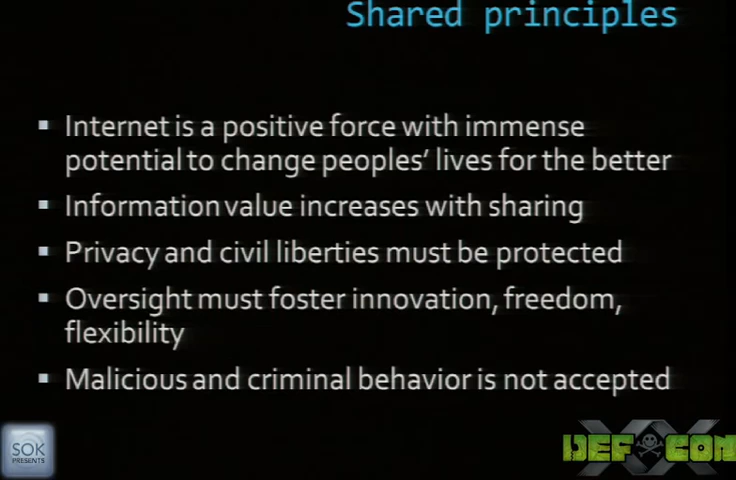 Shared principles
▪ Internet is a positive force with immense
potential to change peoples' lives for the better
▪ Information value increases with sharing
▪ Privacy and civil liberties must be protected
▪ Oversight must foster innovation, freedom,
flexibility
▪ Malicious and criminal behavior is not accepted
SOK
PRESENTS
XX
DEFCON